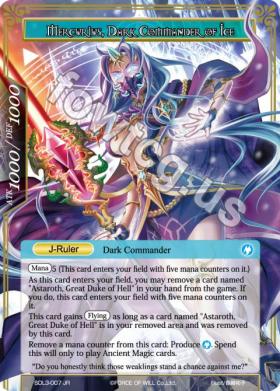 Mercurius, Dark Commander of Ice
ATK 1000 / DEF 1000
J-Ruler
Dark Commander
Mana 5 (This card enters your field with five mana counters on it.)
As this card enters your field, you may remove a card named
"Astaroth, Great Duke of Hell" in your hand from the game. If
you do, this card enters your field with five mana counters
on it.
This card gains Flying as long as a card named "Astaroth,
Great Duke of Hell" is in your removed area and was removed
by this card.
Remove a mana counter from this card: Produce . Spend
this will only to play Ancient Magic cards.
"Do you honestly think those weaklings stand a chance against me?"
SDL3-007 JR
©FORCE OF WILL Co.,Ltd.